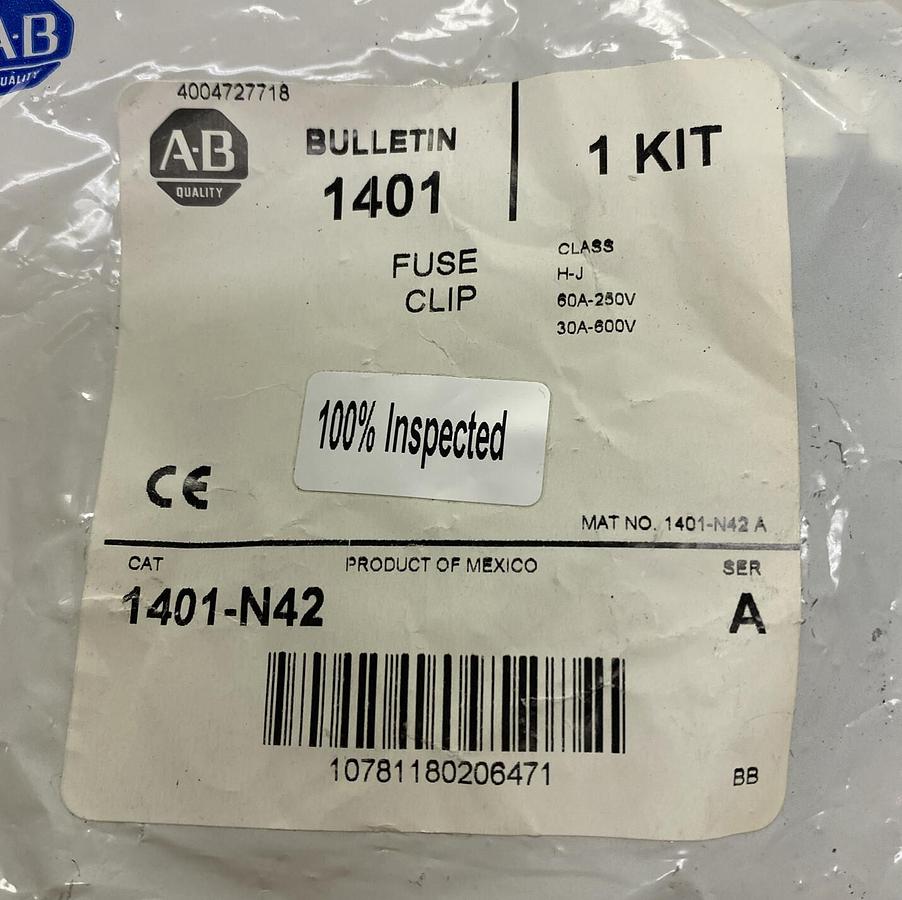 A-B
QUALITY
4004727718
A-B
QUALITY
BULLETIN
1401
1 KIT
FUSE
CLIP
CLASS
H-J
60A-250V
30A-600V
100% Inspected
CE
MAT NO. 1401-N42 A
CAT
PRODUCT OF MEXICO
SER
1401-N42
A
10781180206471
BB